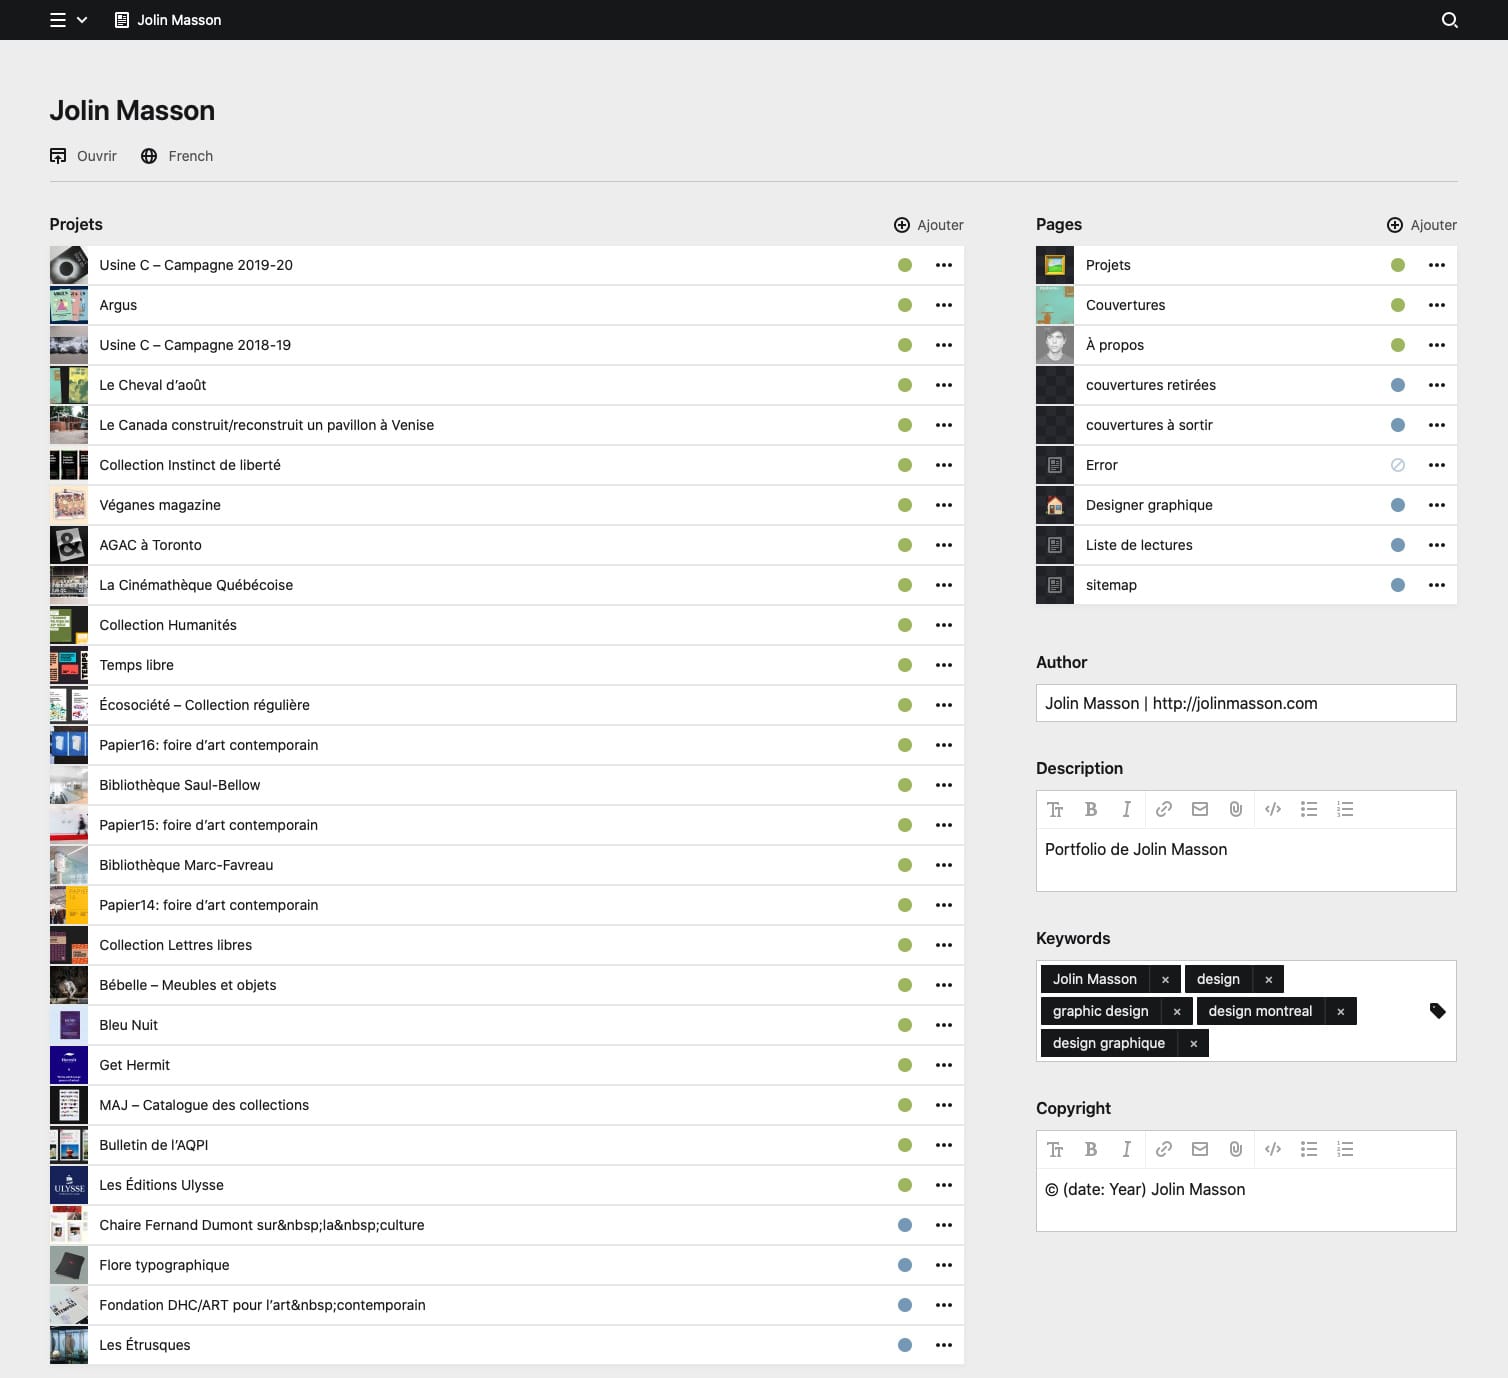 Jolin Masson
Jolin Masson
Ouvrir French
Projets Ajouter
Usine C – Campagne 2019-20
Argus
Usine C – Campagne 2018-19
Le Cheval d’août
Le Canada construit/reconstruit un pavillon à Venise
Collection Instinct de liberté
Véganes magazine
AGAC à Toronto
La Cinémathèque Québécoise
Collection Humanités
Temps libre
Écosociété – Collection régulière
Papier16: foire d’art contemporain
Bibliothèque Saul-Bellow
Papier15: foire d’art contemporain
Bibliothèque Marc-Favreau
Papier14: foire d’art contemporain
Collection Lettres libres
Bébelle – Meubles et objets
Bleu Nuit
Get Hermit
MAJ – Catalogue des collections
Bulletin de l’AQPI
ULYSSE
Les Éditions Ulysse
Chaire Fernand Dumont sur&nbsp;la&nbsp;culture
Flore typographique
Fondation DHC/ART pour l’art&nbsp;contemporain
Les Étrusques
Pages Ajouter
Projets
Couvertures
À propos
couvertures retirées
couvertures à sortir
Error
Designer graphique
Liste de lectures
sitemap
Author
Jolin Masson | http://jolinmasson.com
Description
Portfolio de Jolin Masson
Keywords
Jolin Masson × design ×
graphic design × design montreal ×
design graphique ×
Copyright
© (date: Year) Jolin Masson